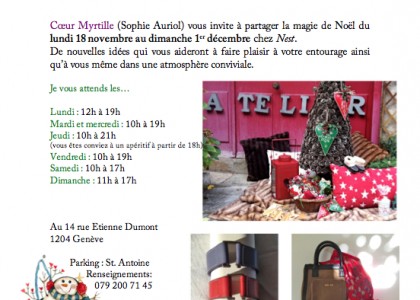 Cœur Myrtille (Sophie Auriol) vous invite à partager la magie de Noël du
lundi 18 novembre au dimanche 1er décembre chez Nest.
De nouvelles idées qui vous aideront à faire plaisir à votre entourage ainsi
qu'à vous même dans une atmosphère conviviale.
Je vous attends les…
Lundi : 12h à 19h
Mardi et mercredi : 10h à 19h
Jeudi : 10h à 21h
(vous êtes conviez à un apéritif à partir de 18h)
Vendredi : 10h à 19h
Samedi : 10h à 17h
Dimanche : 11h à 17h
ATELIER
Au 14 rue Etienne Dumont
1204 Genève
Parking : St. Antoine
Renseignements:
079 200 71 45